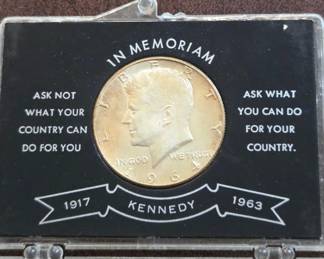 IN MEMORIAM
ASK NOT
WHAT YOUR
COUNTRY CAN
DO FOR YOU
LIBERTY
IN GOD WE TRUST
ASK WHAT
YOU CAN DO
FOR YOUR
COUNTRY.
1917
KENNEDY
1963